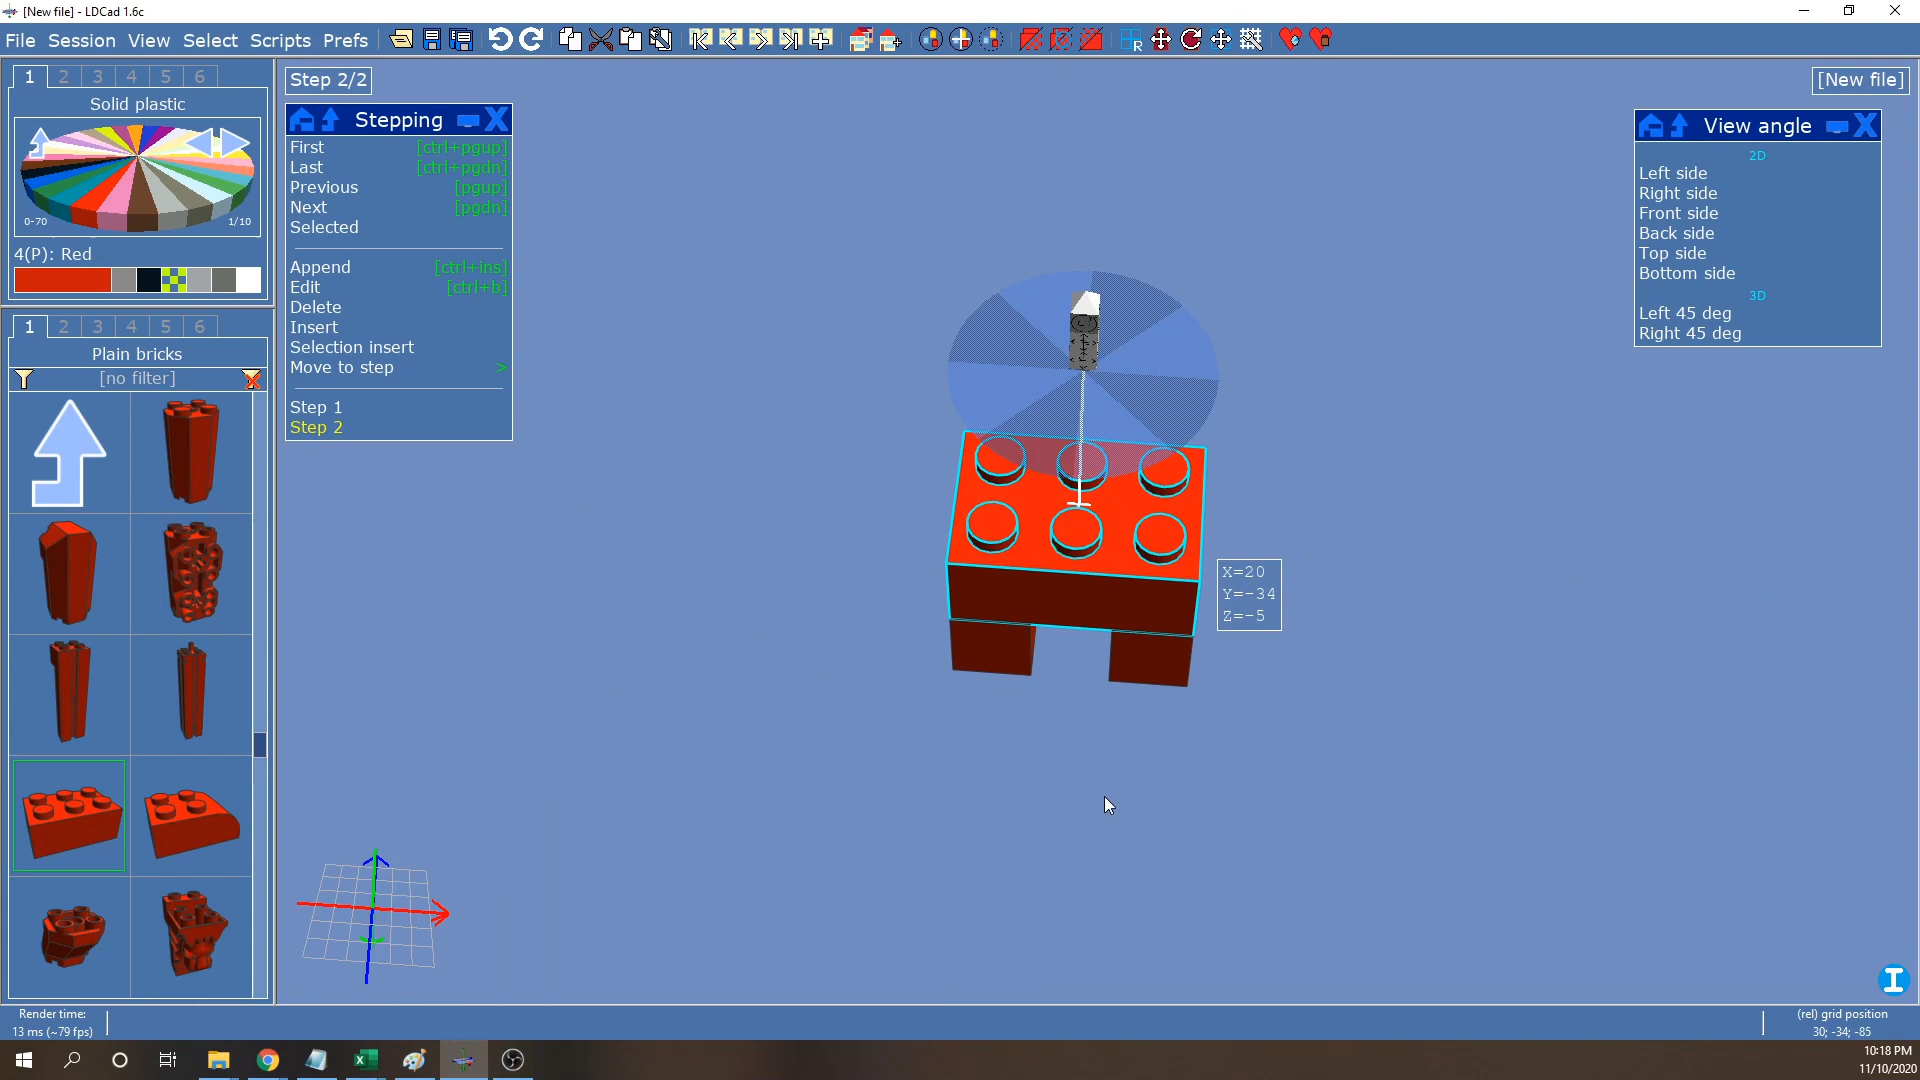 [New file] - LDCad 1.6c
File Session View Select Scripts Prefs
1 2 3 4 5 6
Solid plastic
0-70 1/10
4(P): Red
1 2 3 4 5 6
Plain bricks
[no filter]
Step 2/2
Stepping
First [ctrl+pgup]
Last [ctrl+pgdn]
Previous [pgup]
Next [pgdn]
Selected
Append [ctrl+ins]
Edit [ctrl+b]
Delete
Insert
Selection insert
Move to step >
Step 1
Step 2
X=20
Y=-34
Z=-5
[New file]
View angle
2D
Left side
Right side
Front side
Back side
Top side
Bottom side
3D
Left 45 deg
Right 45 deg
Render time:
13 ms (~79 fps)
(rel) grid position
30; -34; -85
10:18 PM
11/10/2020